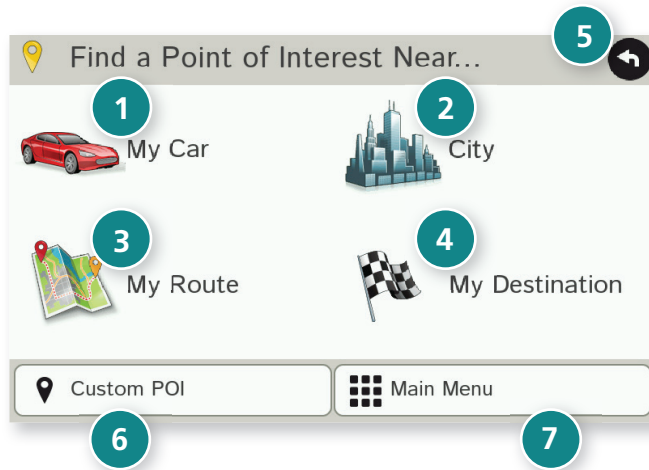 5
Find a Point of Interest Near...
1
2
My Car
City
3
4
My Route
My Destination
Custom POI
Main Menu
6
7